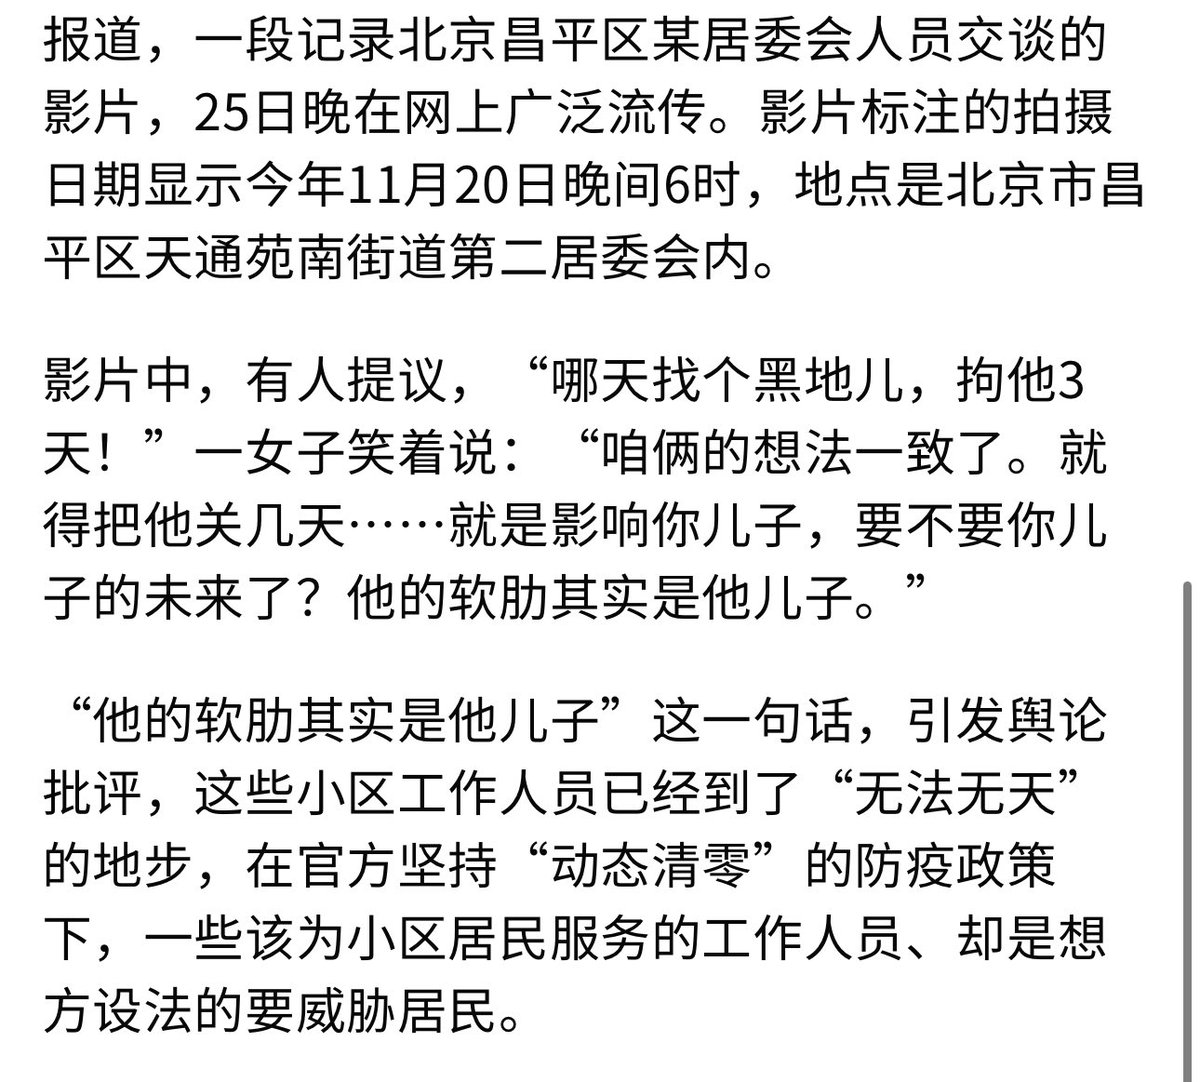 报道，一段记录北京昌平区某居委会人员交谈的
影片，25日晚在网上广泛流传。影片标注的拍摄
日期显示今年11月20日晚间6时，地点是北京市昌
平区天通苑南街道第二居委会内。
影片中，有人提议，“哪天找个黑地儿，拘他3
天！”一女子笑着说：“咱俩的想法一致了。就
得把他关几天……就是影响你儿子，要不要你儿
子的未来了？他的软肋其实是他儿子。”
“他的软肋其实是他儿子”这一句话，引发舆论
批评，这些小区工作人员已经到了“无法无天”
的地步，在官方坚持“动态清零”的防疫政策
下，一些该为小区居民服务的工作人员、却是想
方设法的要威胁居民。